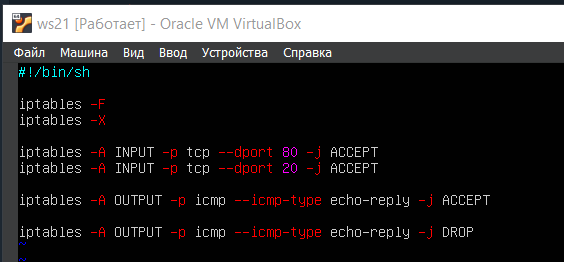 ws21 [Работает] - Oracle VM VirtualBox
Файл Машина Вид Ввод Устройства Справка
#!/bin/sh
iptables -F
iptables -X
iptables -A INPUT -p tcp --dport 80 -j ACCEPT
iptables -A INPUT -p tcp --dport 20 -j ACCEPT
iptables -A OUTPUT -p icmp --icmp-type echo-reply -j ACCEPT
iptables -A OUTPUT -p icmp --icmp-type echo-reply -j DROP
~
~